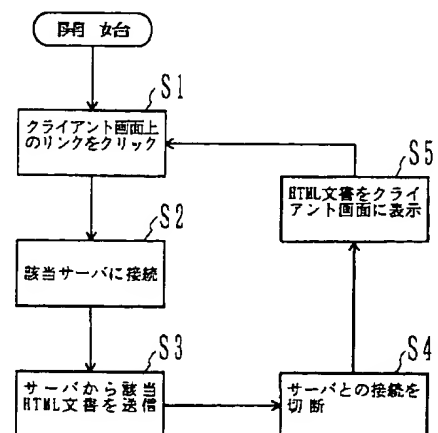 開始
S1
クライアント画面上
のリンクをクリック
S2
該当サーバに接続
S3
サーバから該当
HTML文書を送信
S4
サーバとの接続を
切断
S5
HTML文書をクライ
アント画面に表示